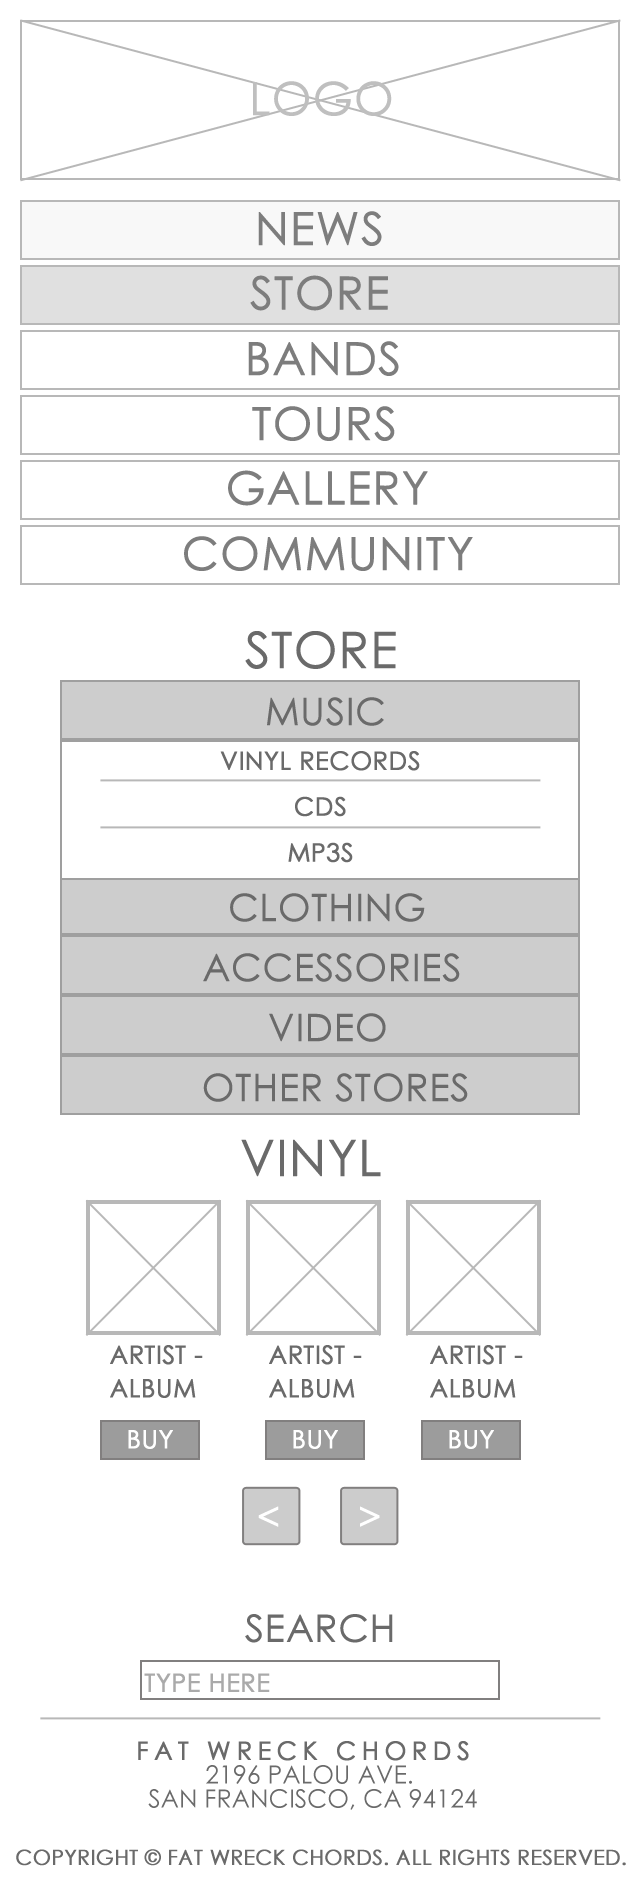 LOGO
NEWS
STORE
BANDS
TOURS
GALLERY
COMMUNITY
STORE
MUSIC
VINYL RECORDS
CDS
MP3S
CLOTHING
ACCESSORIES
VIDEO
OTHER STORES
VINYL
ARTIST - ARTIST - ARTIST -
ALBUM ALBUM ALBUM
BUY BUY BUY
< >
SEARCH
TYPE HERE
FAT WRECK CHORDS
2196 PALOU AVE.
SAN FRANCISCO, CA 94124
COPYRIGHT © FAT WRECK CHORDS. ALL RIGHTS RESERVED.